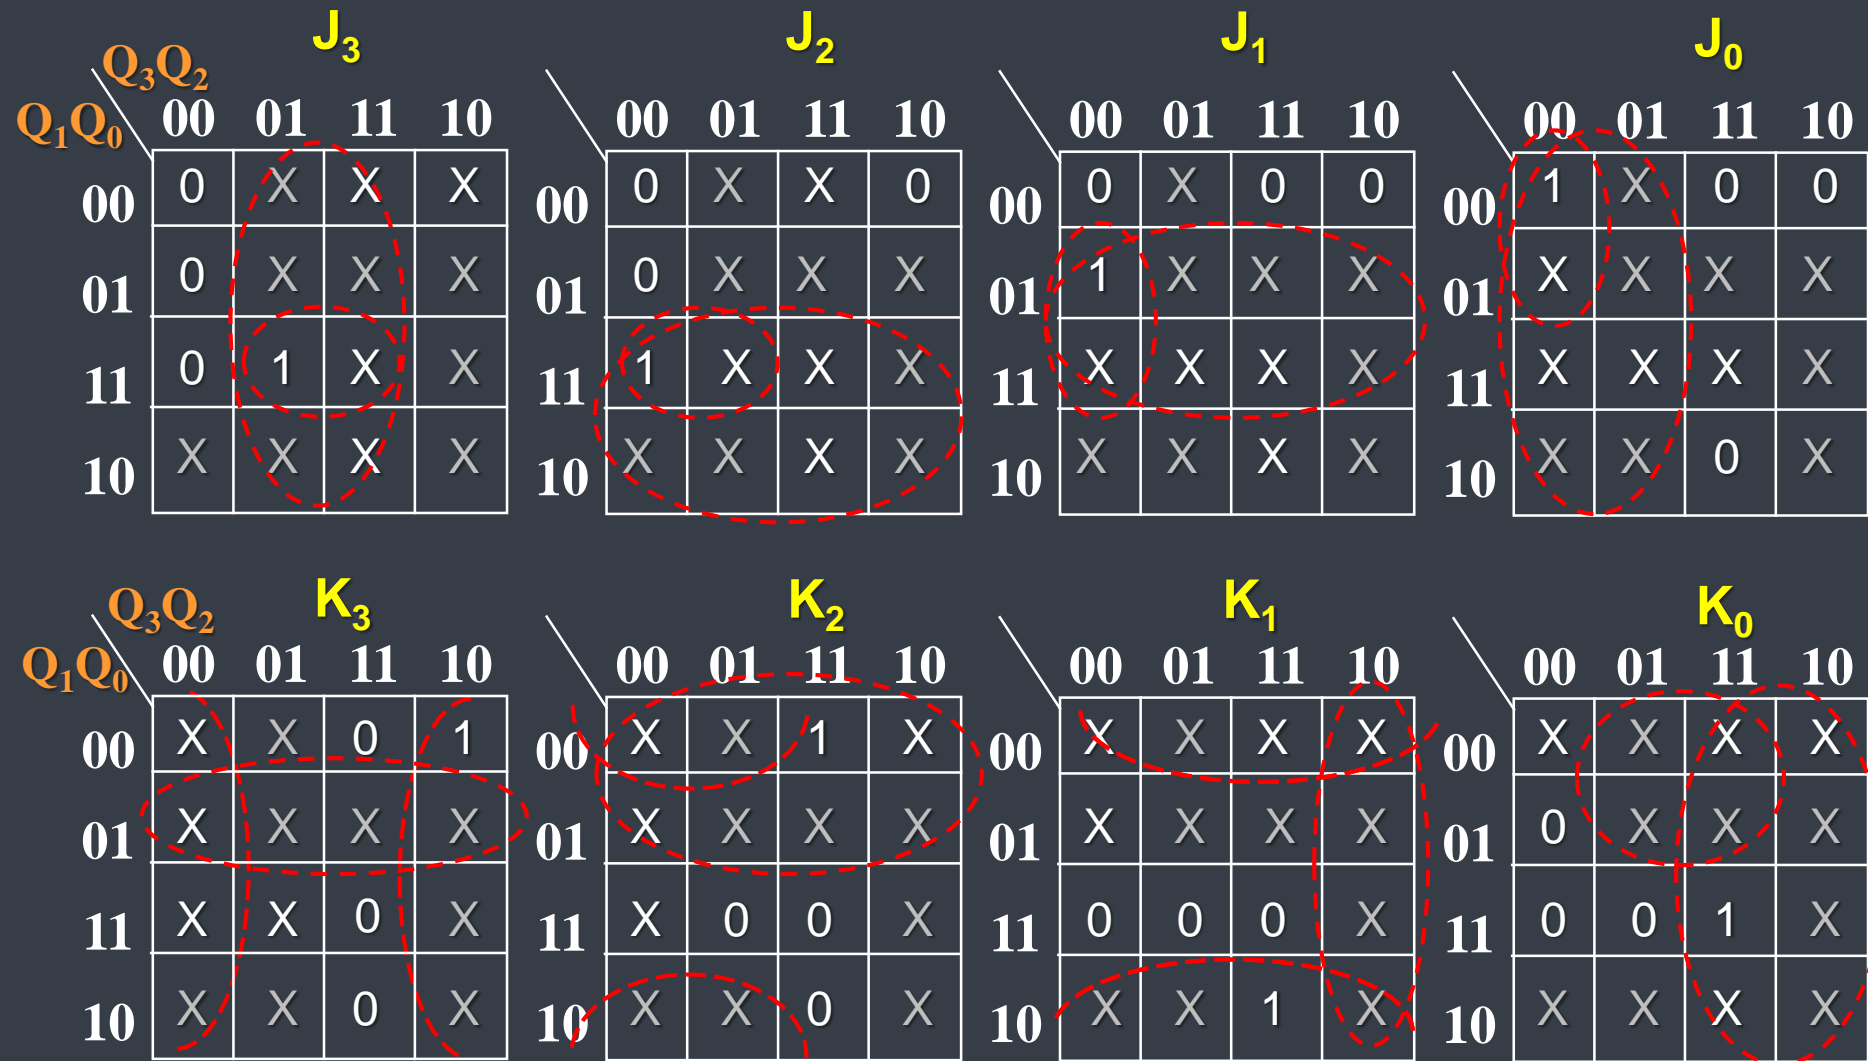 J3 J2 J1 J0
Q3Q2
Q1Q0 00 01 11 10 00 01 11 10 00 01 11 10 00 01 11 10
00 0 X X X 00 0 X X 0 00 0 X 0 0 00 1 X 0 0
01 0 X X X 01 0 X X X 01 1 X X X 01 X X X X
11 0 1 X X 11 1 X X X 11 X X X X 11 X X X X
10 X X X X 10 X X X X 10 X X X X 10 X X 0 X
K3 K2 K1 K0
Q3Q2
Q1Q0 00 01 11 10 00 01 11 10 00 01 11 10 00 01 11 10
00 X X 0 1 00 X X 1 X 00 X X X X 00 X X X X
01 X X X X 01 X X X X 01 X X X X 01 0 X X X
11 X X 0 X 11 X 0 0 X 11 0 0 0 X 11 0 0 1 X
10 X X 0 X 10 X X 0 X 10 X X 1 X 10 X X X X